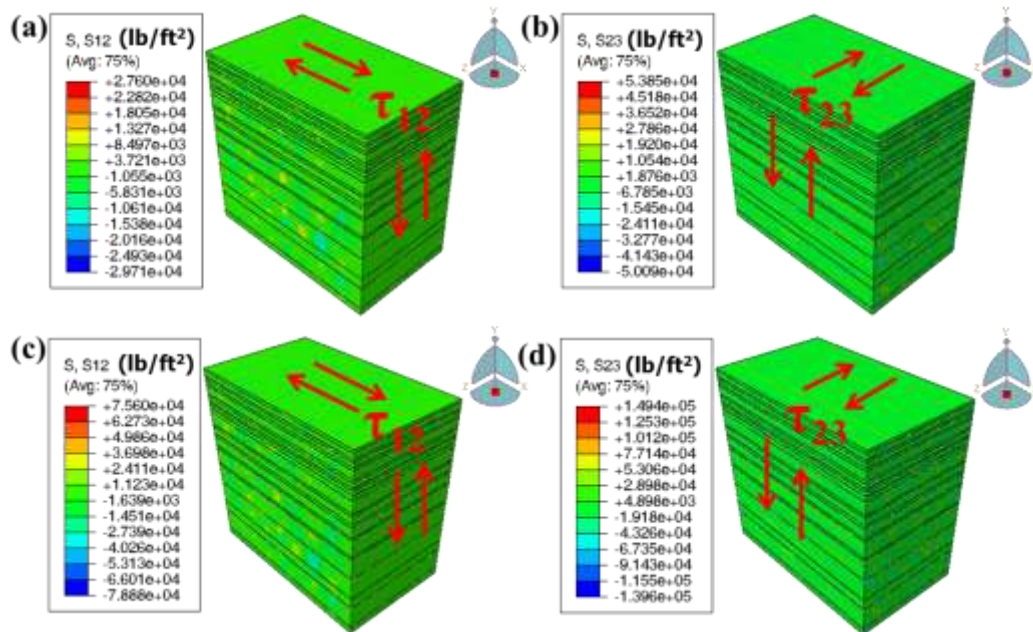 (a)
S, S12 (lb/ft²)
(Avg: 75%)
+2.760e+04
+2.282e+04
+1.805e+04
+1.327e+04
+8.497e+03
+3.721e+03
-1.055e+03
-5.831e+03
-1.061e+04
-1.538e+04
-2.016e+04
-2.493e+04
-2.971e+04
τ12
Y
Z
X
(b)
S, S23 (lb/ft²)
(Avg: 75%)
+5.385e+04
+4.518e+04
+3.652e+04
+2.786e+04
+1.920e+04
+1.054e+04
+1.876e+03
-6.785e+03
-1.545e+04
-2.411e+04
-3.277e+04
-4.143e+04
-5.009e+04
τ23
Y
Z
X
(c)
S, S12 (lb/ft²)
(Avg: 75%)
+7.560e+04
+6.273e+04
+4.986e+04
+3.698e+04
+2.411e+04
+1.123e+04
-1.639e+03
-1.451e+04
-2.739e+04
-4.026e+04
-5.313e+04
-6.601e+04
-7.888e+04
τ12
Y
Z
X
(d)
S, S23 (lb/ft²)
(Avg: 75%)
+1.494e+05
+1.253e+05
+1.012e+05
+7.714e+04
+5.306e+04
+2.898e+04
+4.898e+03
-1.918e+04
-4.326e+04
-6.735e+04
-9.143e+04
-1.155e+05
-1.396e+05
τ23
Y
Z
X